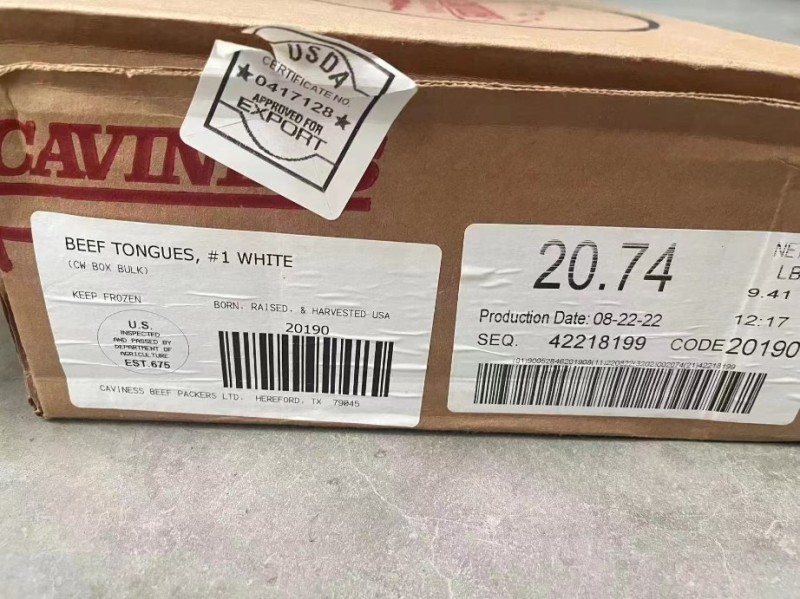 USDA
CERTIFICATE NO.
★ 0417128 ★
APPROVED FOR
EXPORT
BEEF TONGUES, #1 WHITE
(CW BOX BULK)
KEEP FROZEN
BORN, RAISED, & HARVESTED USA
20190
U.S.
INSPECTED
AND PASSED BY
DEPARTMENT OF
AGRICULTURE
EST.675
CAVINESS BEEF PACKERS LTD. HEREFORD, TX 79045
20.74
LB
9.41
Production Date: 08-22-22
12:17
SEQ. 42218199
CODE 20190